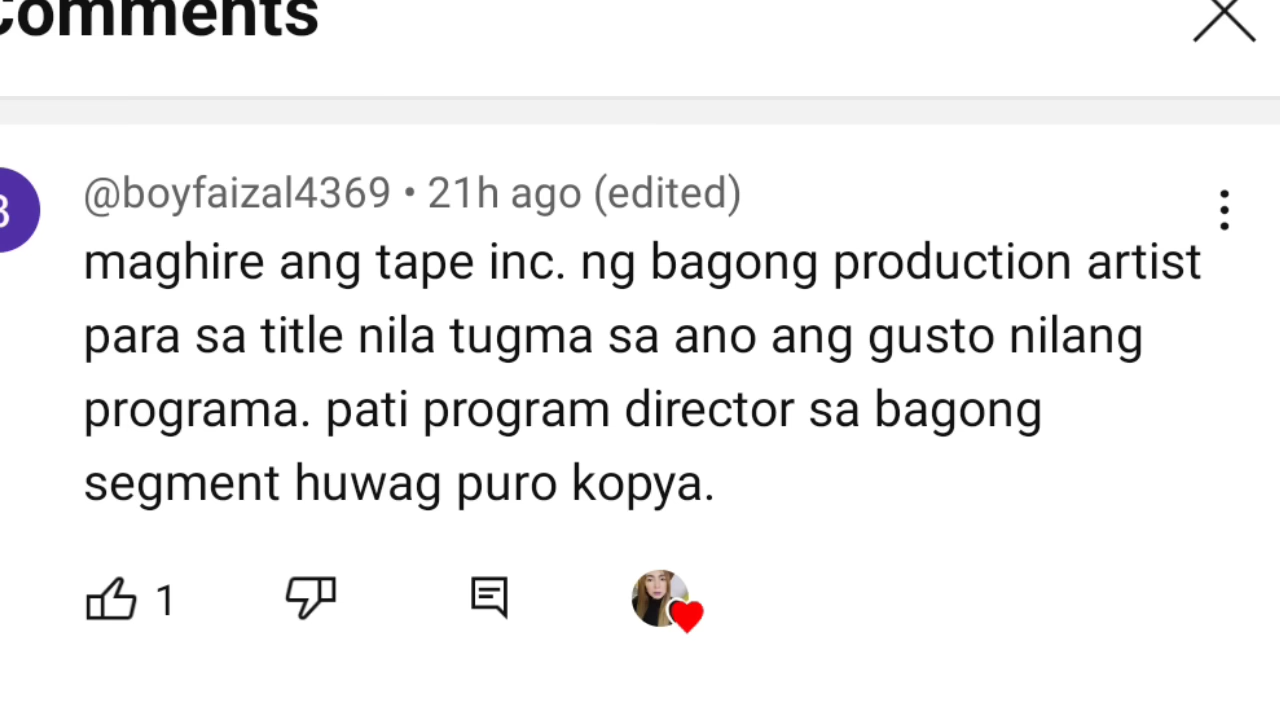 Comments
@boyfaizal4369 • 21h ago (edited)
maghire ang tape inc. ng bagong production artist
para sa title nila tugma sa ano ang gusto nilang
programa. pati program director sa bagong
segment huwag puro kopya.
1